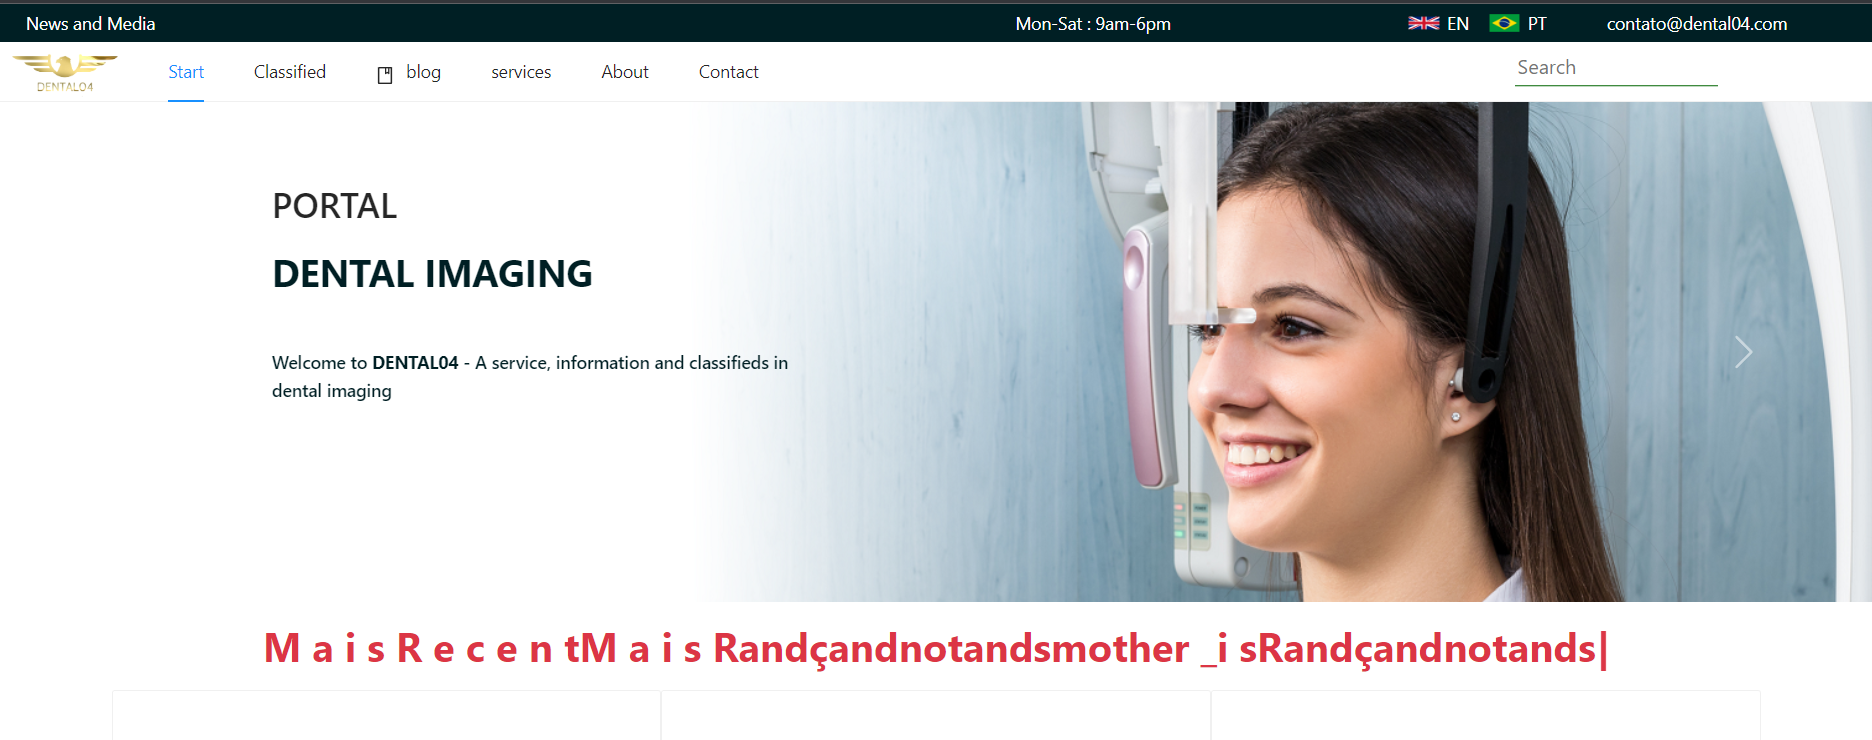 News and Media
Mon-Sat : 9am-6pm
EN
PT
contato@dental04.com
DENTAL04
Start
Classified
blog
services
About
Contact
Search
PORTAL
DENTAL IMAGING
Welcome to DENTAL04 - A service, information and classifieds in
dental imaging
M a i s R e c e n tM a i s Randçandnotandsmother _i sRandçandnotands|